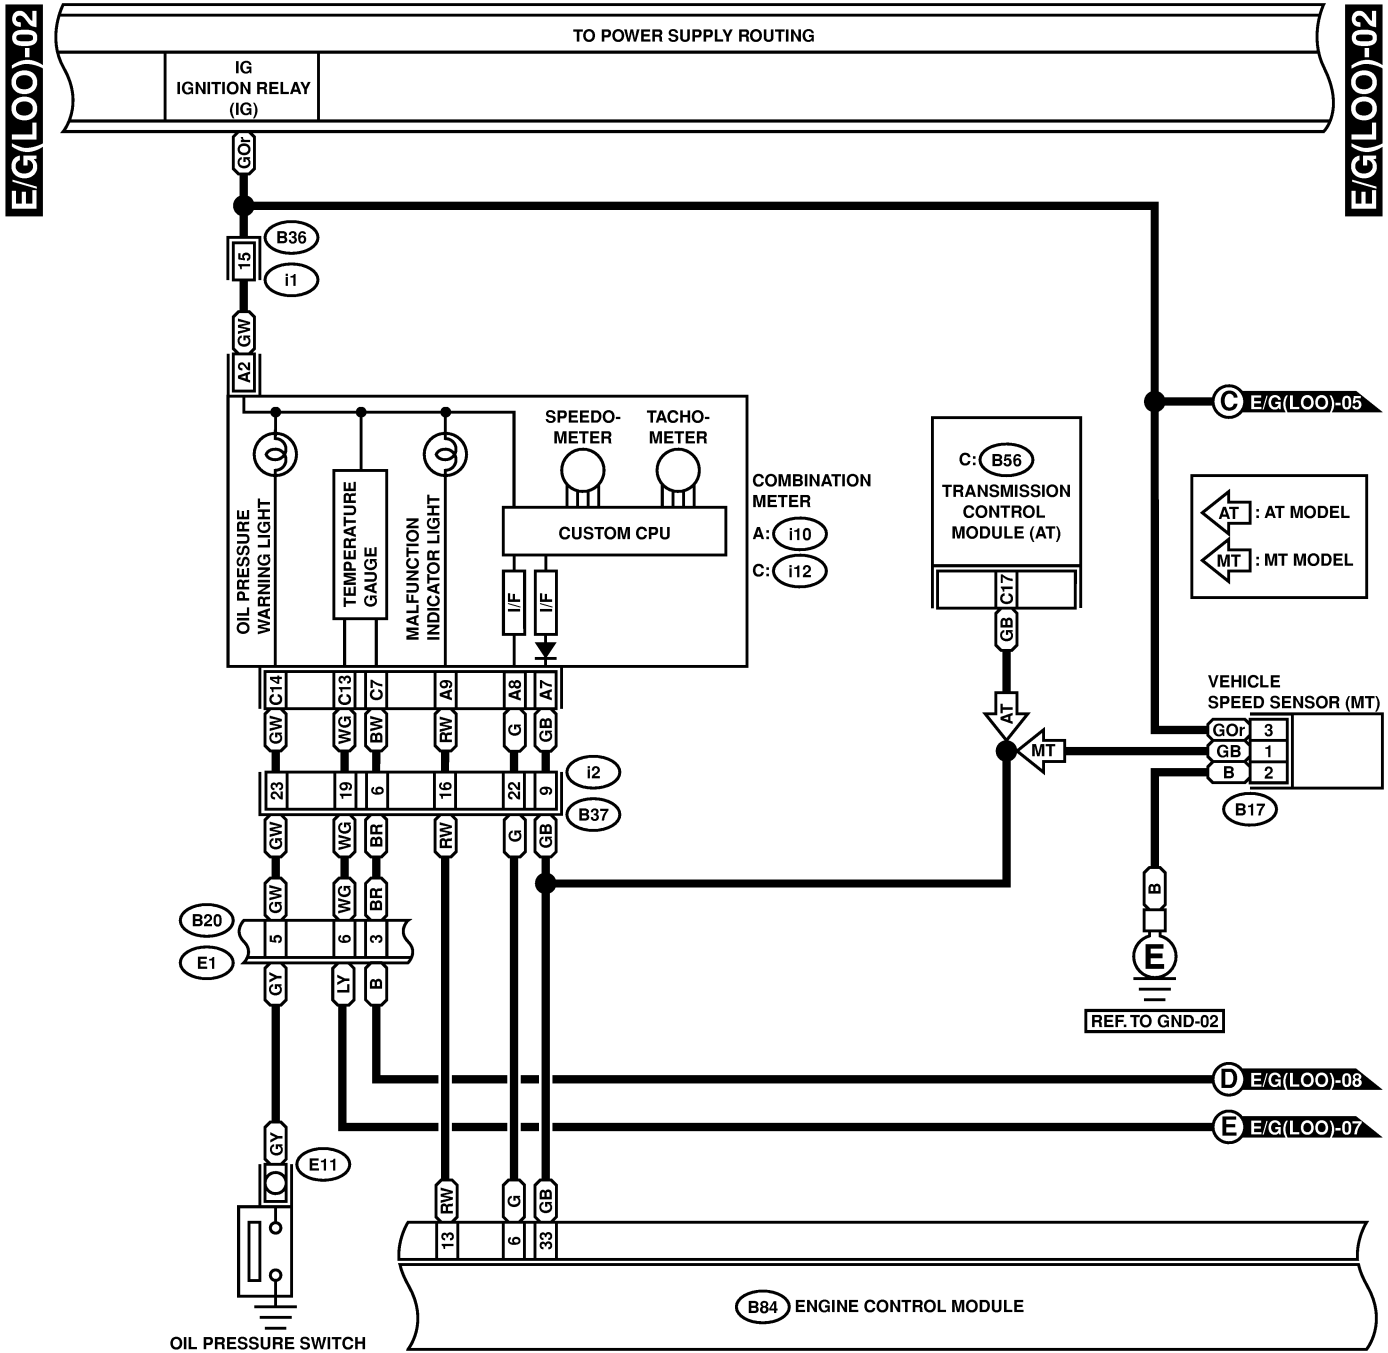 E/G(LOO)-02
E/G(LOO)-02
TO POWER SUPPLY ROUTING
IG
IGNITION RELAY
(IG)
GOr
B36
15
i1
GW
A2
C E/G(LOO)-05
SPEEDO-
METER
TACHO-
METER
CUSTOM CPU
OIL PRESSURE
WARNING LIGHT
TEMPERATURE
GAUGE
MALFUNCTION
INDICATOR LIGHT
I/F
I/F
COMBINATION
METER
A: i10
C: i12
C: B56
TRANSMISSION
CONTROL
MODULE (AT)
C17
GB
AT
MT
AT : AT MODEL
MT : MT MODEL
VEHICLE
SPEED SENSOR (MT)
GOr 3
GB 1
B 2
B17
C14 C13 C7 A9 A8 A7
GW WG BW RW G GB
i2
23 19 6 16 22 9
B37
GW WG BR RW G GB
GW WG BR
B20
5 6 3
E1
GY LY B
B
E
REF. TO GND-02
D E/G(LOO)-08
E E/G(LOO)-07
GY
E11
RW G GB
13 6 33
B84 ENGINE CONTROL MODULE
OIL PRESSURE SWITCH